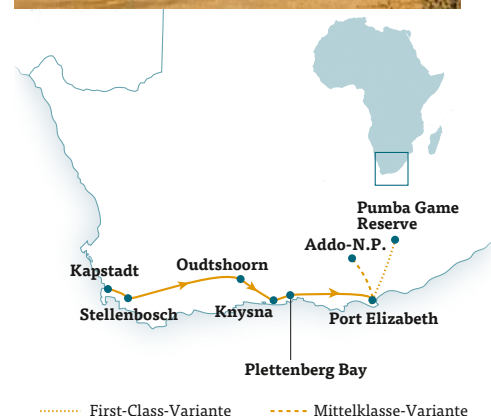 Pumba Game
Reserve
Addo-N.P.
Kapstadt
Oudtshoorn
Stellenbosch
Knysna
Port Elizabeth
Plettenberg Bay
First-Class-Variante
Mittelklasse-Variante